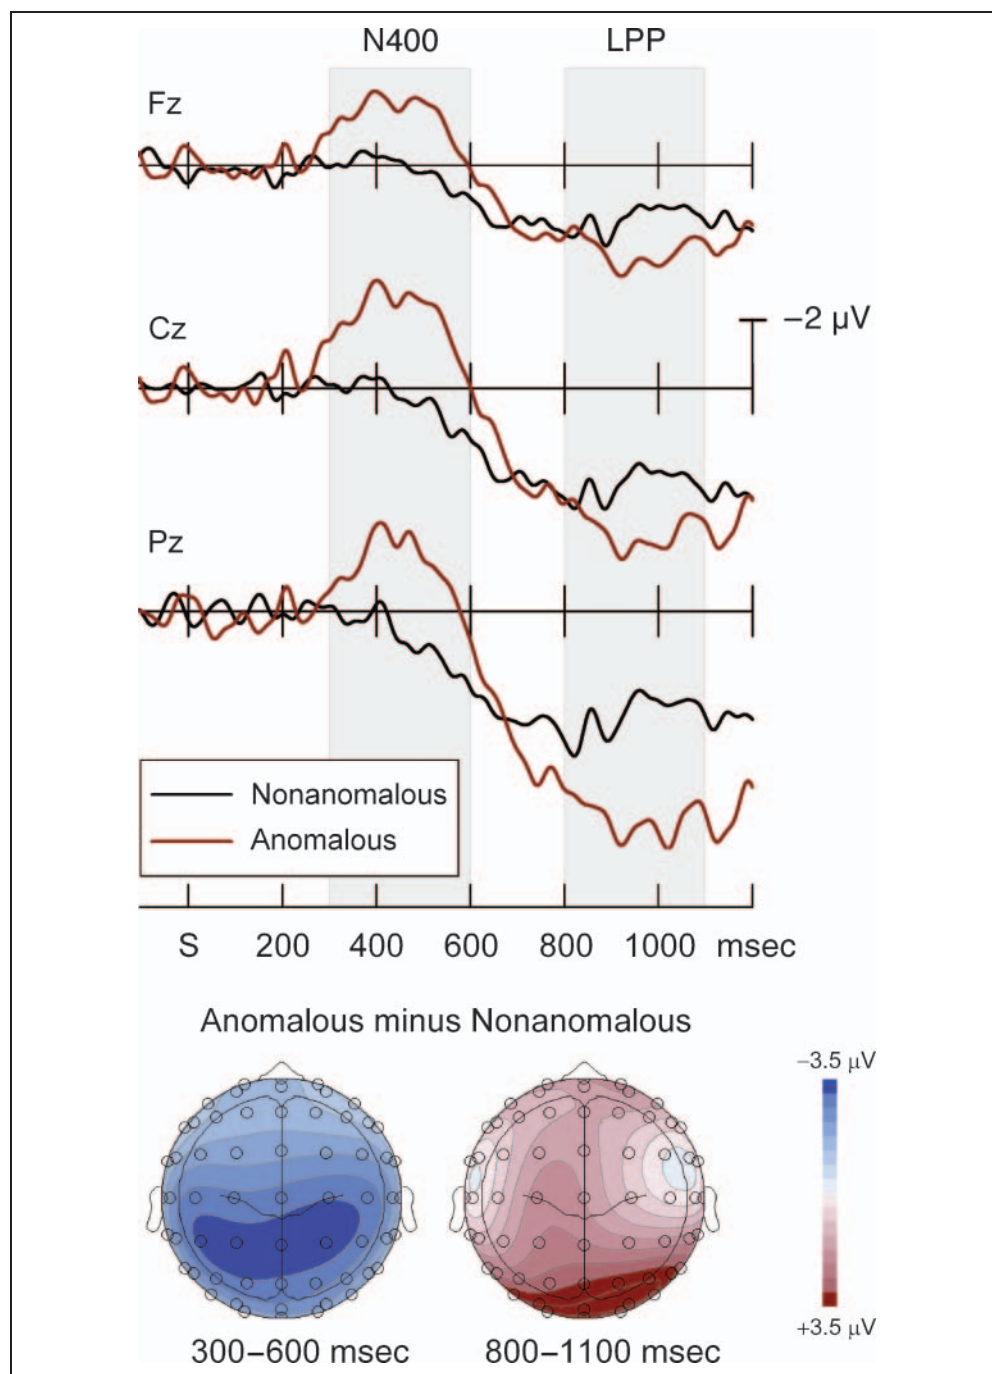 N400 LPP
Fz
Cz
−2 µV
Pz
Nonanomalous
Anomalous
S 200 400 600 800 1000 msec
Anomalous minus Nonanomalous
−3.5 µV
+3.5 µV
300–600 msec 800–1100 msec